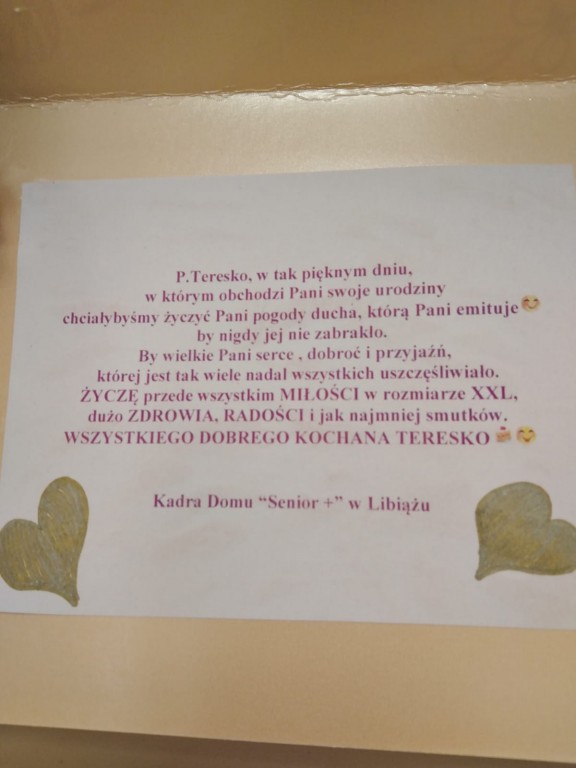 P.Teresko, w tak pięknym dniu,
w którym obchodzi Pani swoje urodziny
chciałybyśmy życzyć Pani pogody ducha, którą Pani emituje😊
by nigdy jej nie zabrakło.
By wielkie Pani serce , dobroć i przyjaźń,
której jest tak wiele nadal wszystkich uszczęśliwiało.
ŻYCZĘ przede wszystkim MIŁOŚCI w rozmiarze XXL,
dużo ZDROWIA, RADOŚCI i jak najmniej smutków.
WSZYSTKIEGO DOBREGO KOCHANA TERESKO 🎂😊
Kadra Domu “Senior +” w Libiążu